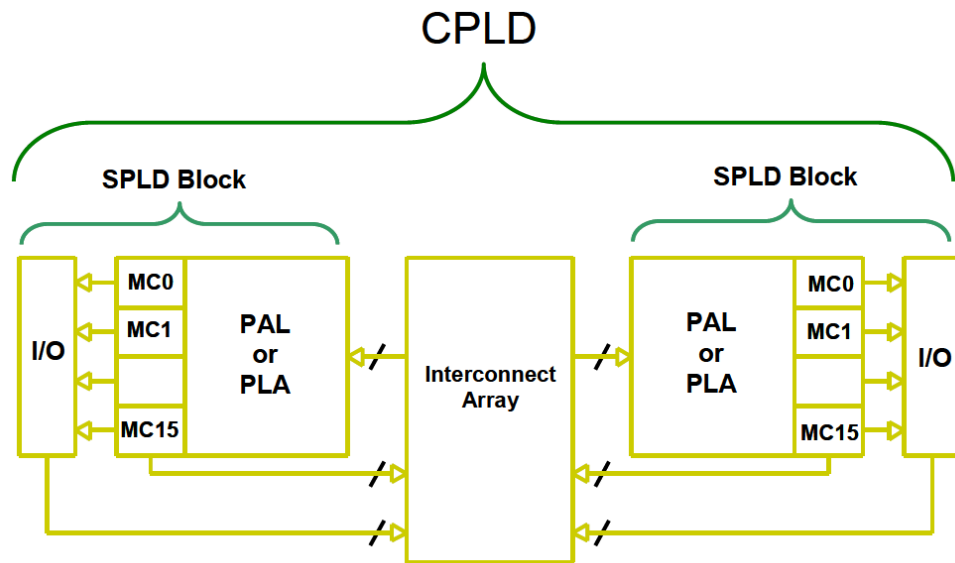 CPLD
SPLD Block
SPLD Block
I/O
MC0
MC1
MC15
PAL
or
PLA
Interconnect
Array
PAL
or
PLA
MC0
MC1
MC15
I/O